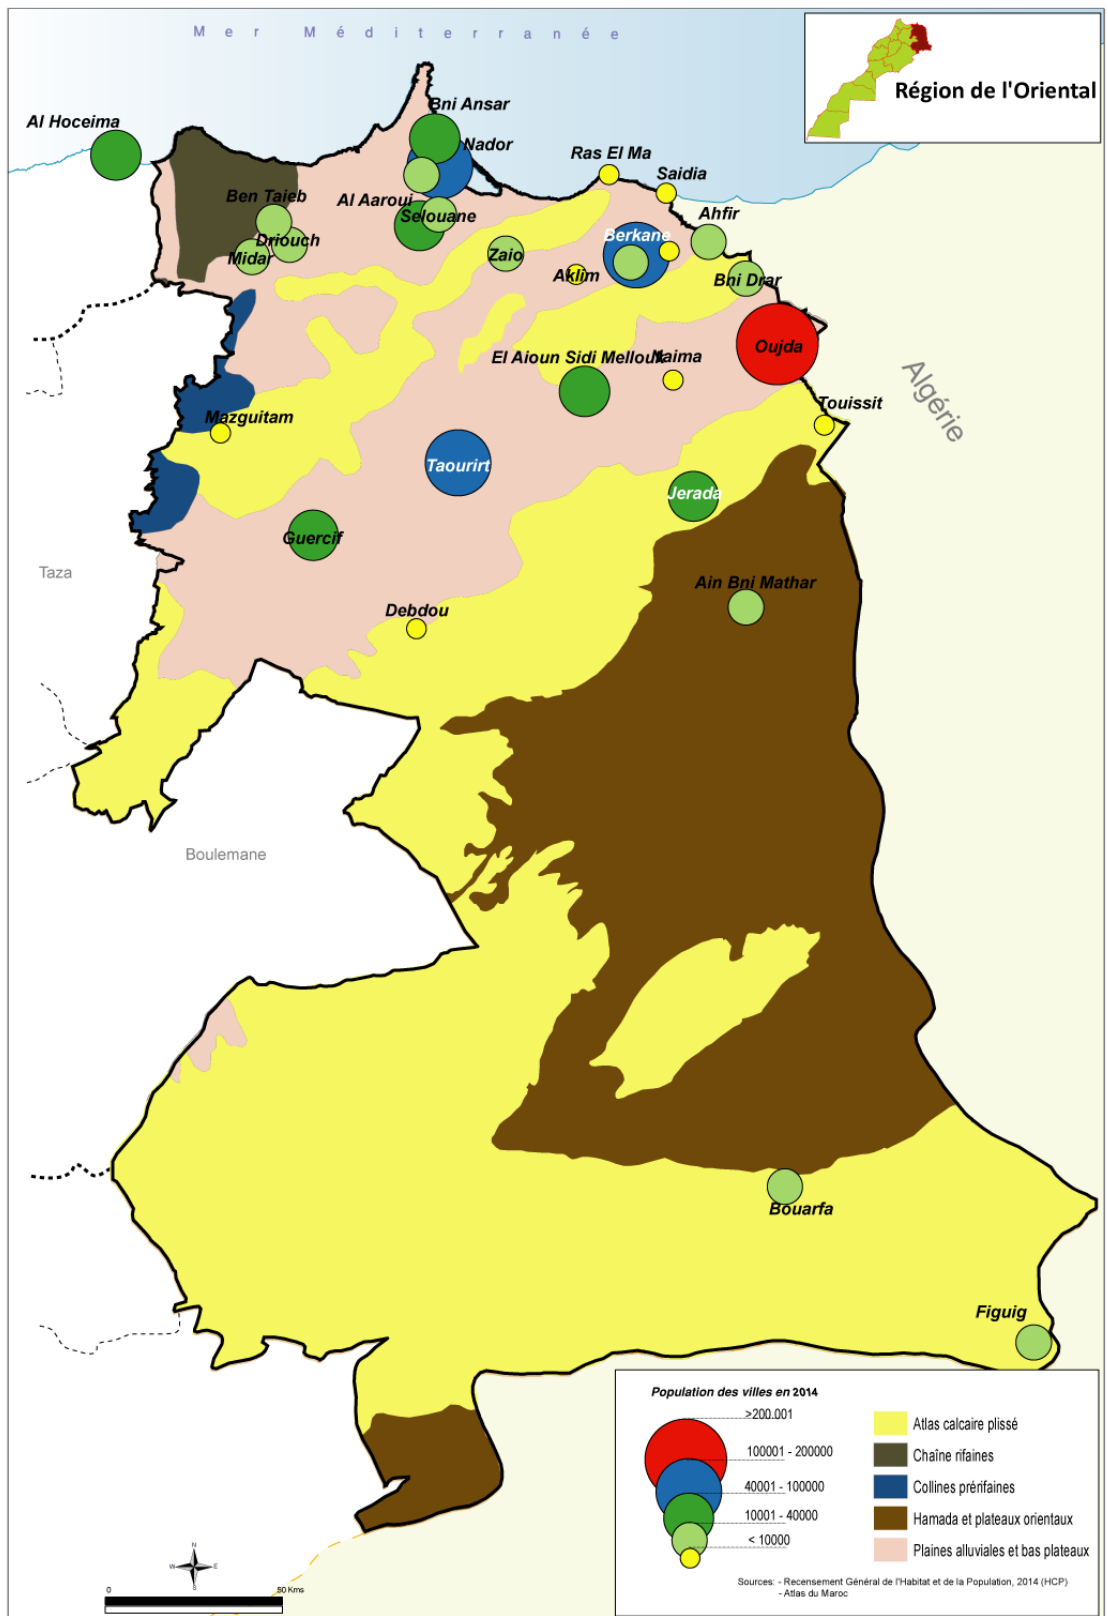 Mer Méditerranée
Région de l'Oriental
Bni Ansar
Al Hoceima
Nador
Ras El Ma
Saidia
Ben Taieb
Al Aaroui
Selouane
Ahfir
Driouch
Berkane
Midar
Zaio
Aklim
Bni Drar
Oujda
El Aioun Sidi Mellouk
Naima
Algérie
Touissit
Mazguitam
Taourirt
Jerada
Guercif
Taza
Ain Bni Mathar
Debdou
Boulemane
Bouarfa
Figuig
Population des villes en 2014
>200.001
100001 - 200000
40001 - 100000
10001 - 40000
< 10000
Atlas calcaire plissé
Chaîne rifaines
Collines prérifaines
Hamada et plateaux orientaux
Plaines alluviales et bas plateaux
Sources: - Recensement Général de l'Habitat et de la Population, 2014 (HCP)
- Atlas du Maroc
N
W E
S
0 50 Kms